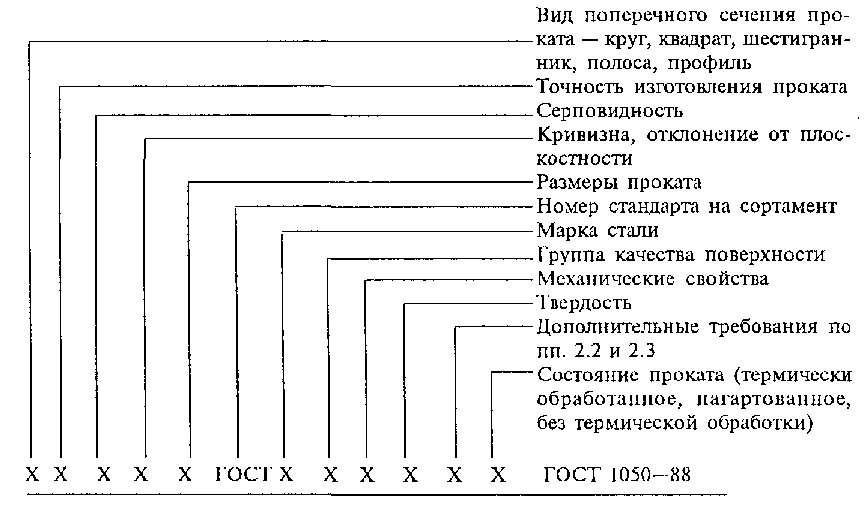 Вид поперечного сечения про-
ката — круг, квадрат, шестигран-
ник, полоса, профиль
Точность изготовления проката
Серповидность
Кривизна, отклонение от плос-
костности
Размеры проката
Номер стандарта на сортамент
Марка стали
Группа качества поверхности
Механические свойства
Твердость
Дополнительные требования по
пп. 2.2 и 2.3
Состояние проката (термически
обработанное, нагартованное,
без термической обработки)
Х Х Х Х Х ГОСТ Х Х Х Х Х Х ГОСТ 1050—88